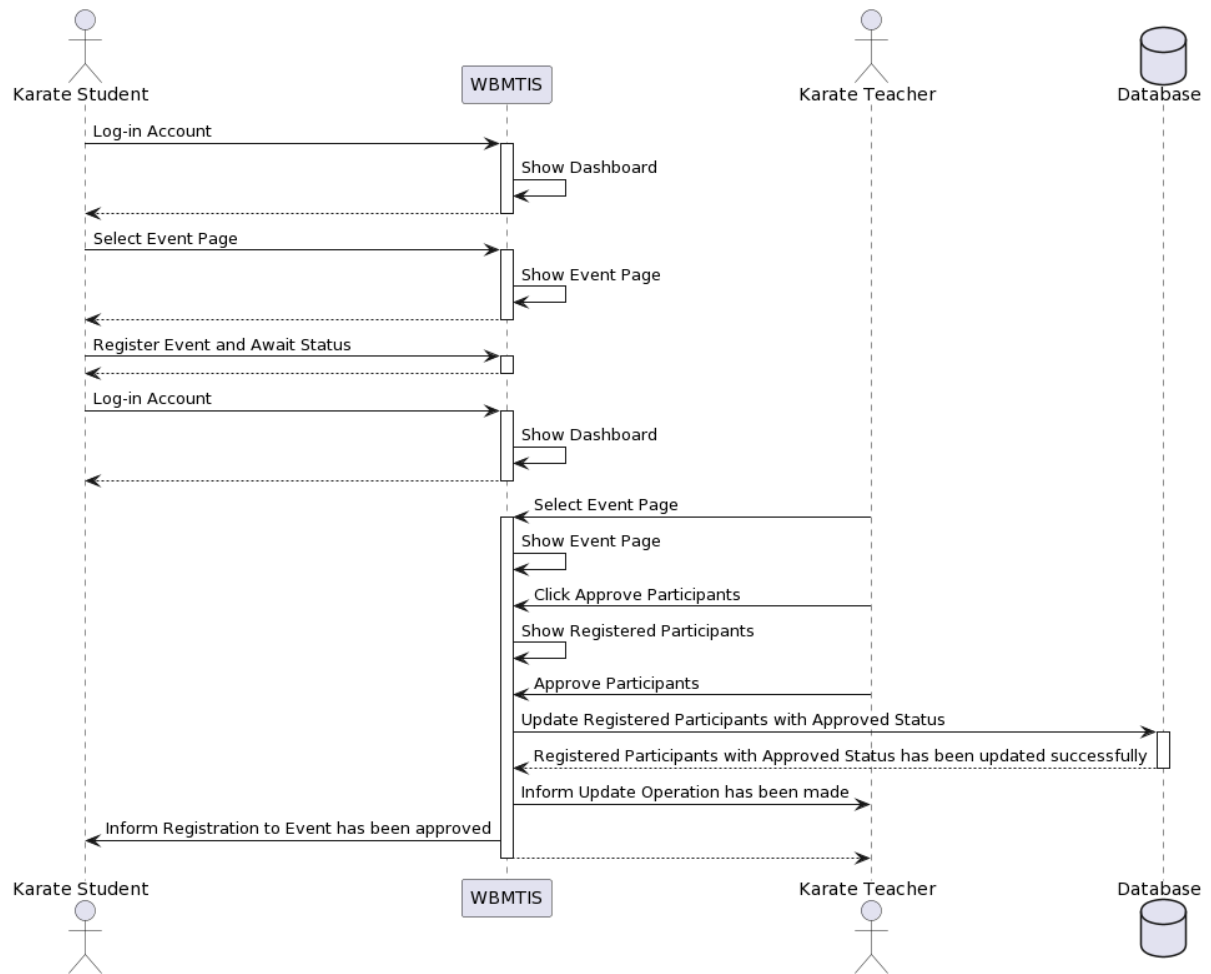 Karate Student
WBMTIS
Karate Teacher
Database
Log-in Account
Show Dashboard
Select Event Page
Show Event Page
Register Event and Await Status
Log-in Account
Show Dashboard
Select Event Page
Show Event Page
Click Approve Participants
Show Registered Participants
Approve Participants
Update Registered Participants with Approved Status
Registered Participants with Approved Status has been updated successfully
Inform Update Operation has been made
Inform Registration to Event has been approved
Karate Student
WBMTIS
Karate Teacher
Database